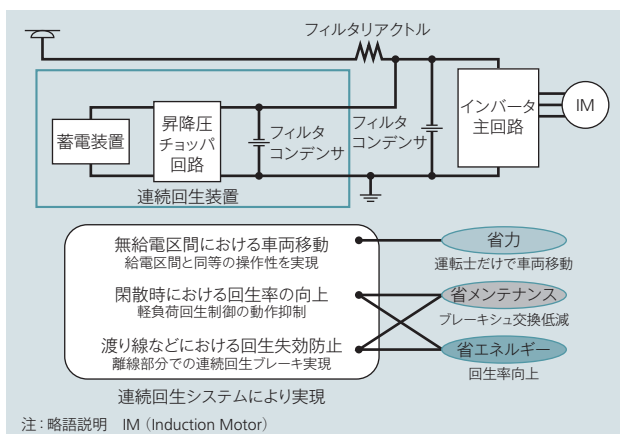 フィルタリアクトル
蓄電装置
昇降圧
チョッパ
回路
フィルタ
コンデンサ
フィルタ
コンデンサ
インバータ
主回路
IM
連続回生装置
無給電区間における車両移動
給電区間と同等の操作性を実現
閑散時における回生率の向上
軽負荷回生制御の動作抑制
渡り線などにおける回生失効防止
離線部分での連続回生ブレーキ実現
連続回生システムにより実現
省力
運転士だけで車両移動
省メンテナンス
ブレーキシュ交換低減
省エネルギー
回生率向上
注：略語説明　IM（Induction Motor）